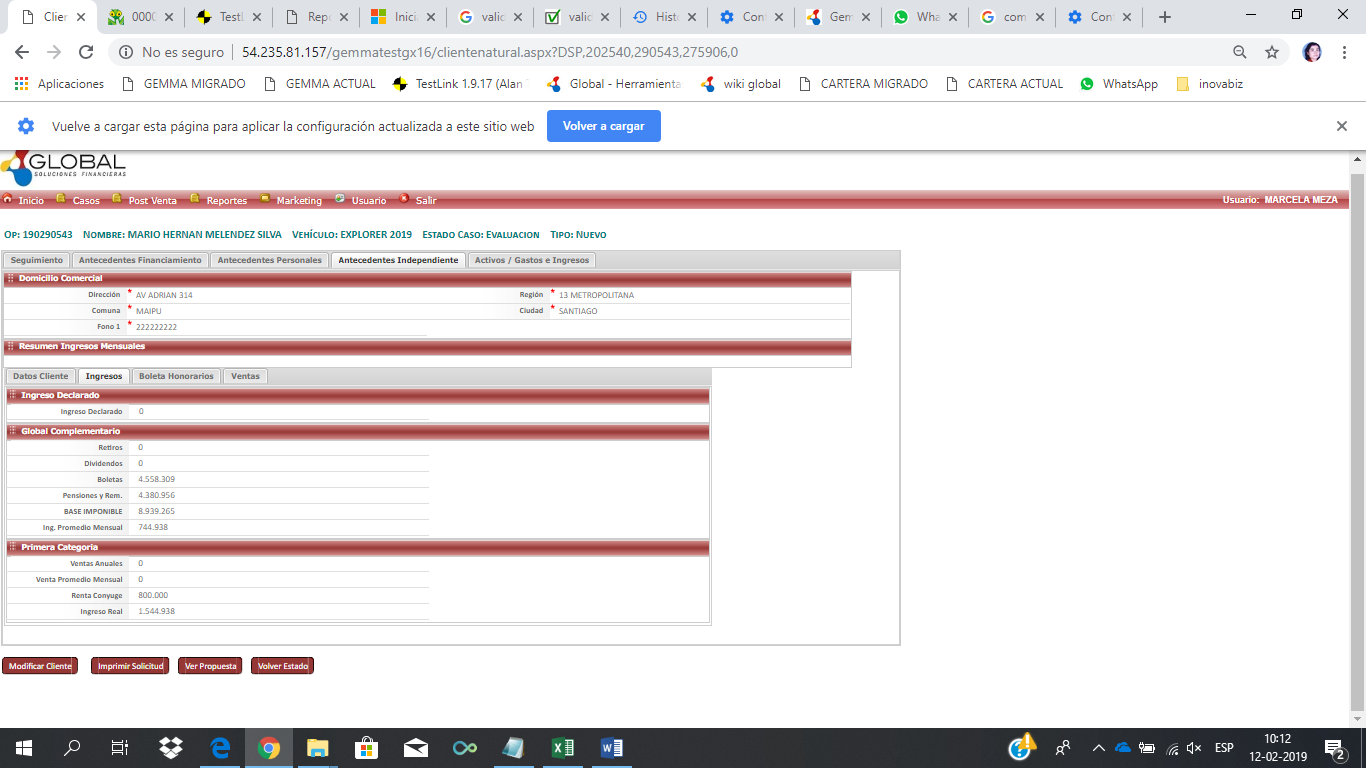 Clier
0000
TestL
Repo
Inici
valid
valid
Hist
Cont
Gem
Wha
com
Cont
No es seguro | 54.235.81.157/gemmatestgx16/clientenatural.aspx?DSP,202540,290543,275906,0
Aplicaciones GEMMA MIGRADO GEMMA ACTUAL TestLink 1.9.17 (Alan Global - Herramienta wiki global CARTERA MIGRADO CARTERA ACTUAL WhatsApp inovabiz
Vuelve a cargar esta página para aplicar la configuración actualizada a este sitio web Volver a cargar
GLOBAL
SOLUCIONES FINANCIERAS
Inicio Casos Post Venta Reportes Marketing Usuario Salir Usuario: MARCELA MEZA
OP: 190290543 NOMBRE: MARIO HERNAN MELENDEZ SILVA VEHÍCULO: EXPLORER 2019 ESTADO CASO: EVALUACION TIPO: NUEVO
Seguimiento Antecedentes Financiamiento Antecedentes Personales Antecedentes Independiente Activos / Gastos e Ingresos
Domicilio Comercial
Dirección * AV ADRIAN 314 Región * 13 METROPOLITANA
Comuna * MAIPU Ciudad * SANTIAGO
Fono 1 * 222222222
Resumen Ingresos Mensuales
Datos Cliente Ingresos Boleta Honorarios Ventas
Ingreso Declarado
Ingreso Declarado 0
Global Complementario
Retiros 0
Dividendos 0
Boletas 4.558.309
Pensiones y Rem. 4.380.956
BASE IMPONIBLE 8.939.265
Ing. Promedio Mensual 744.938
Primera Categoria
Ventas Anuales 0
Venta Promedio Mensual 0
Renta Conyuge 800.000
Ingreso Real 1.544.938
Modificar Cliente Imprimir Solicitud Ver Propuesta Volver Estado
ESP 10:12
12-02-2019
2